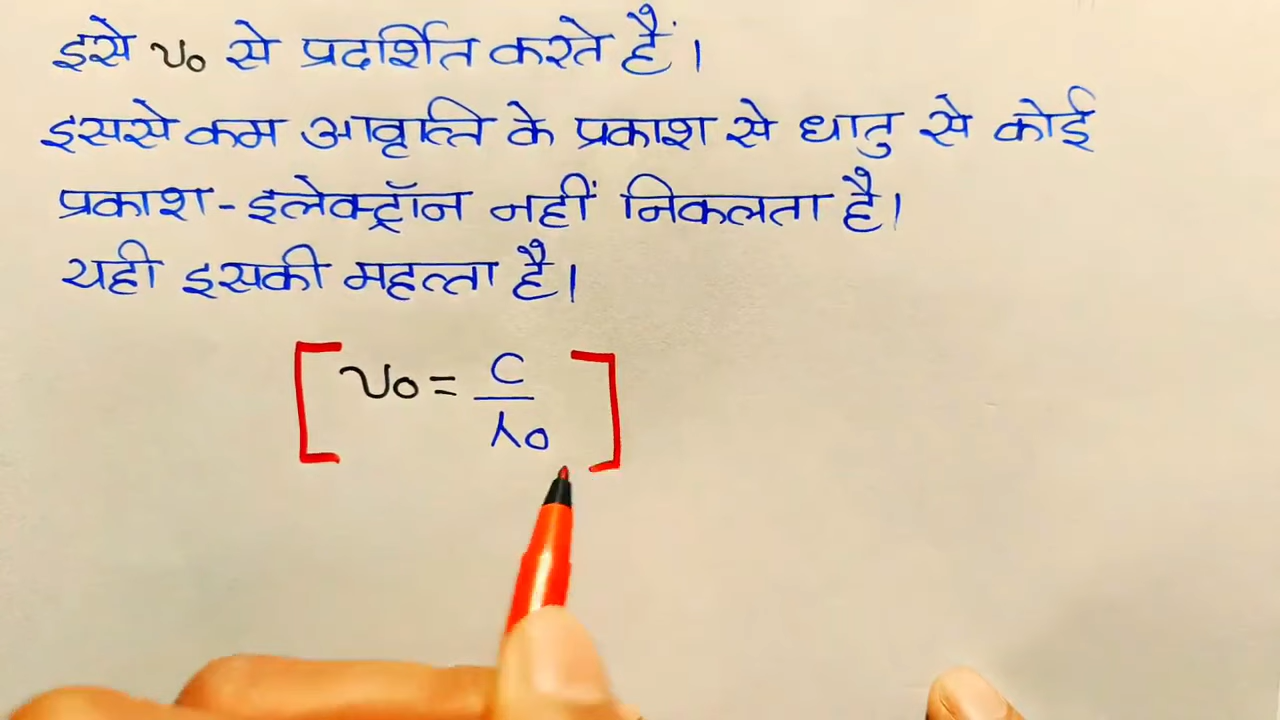 इसे ν₀ से प्रदर्शित करते हैं।
इससे कम आवृत्ति के प्रकाश से धातु से कोई
प्रकाश-इलेक्ट्रॉन नहीं निकलता है।
यही इसकी महत्ता है।
[ν₀ = c/λ₀]